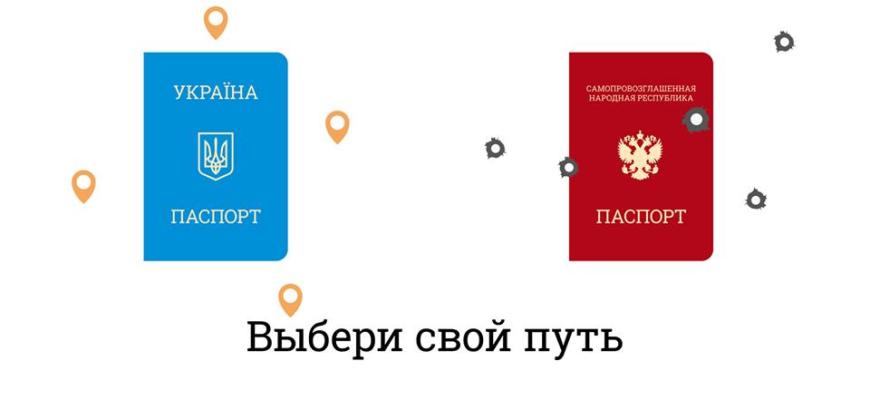 УКРАЇНА
ПАСПОРТ
САМОПРОВОЗГЛАШЕННАЯ
НАРОДНАЯ РЕСПУБЛИКА
ПАСПОРТ
Выбери свой путь